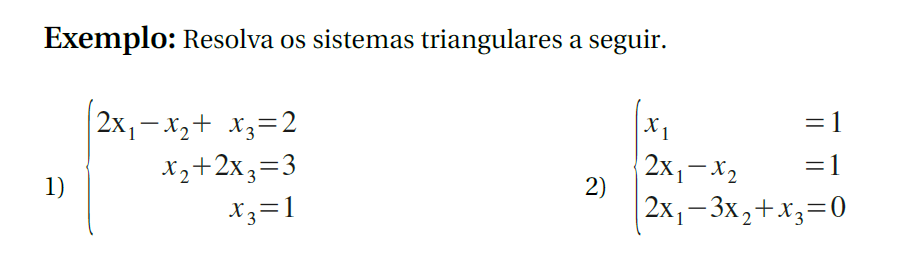 Exemplo: Resolva os sistemas triangulares a seguir.
1) { 2x₁−x₂+ x₃=2
x₂+2x₃=3
x₃=1
2) { x₁ =1
2x₁−x₂ =1
2x₁−3x₂+x₃=0